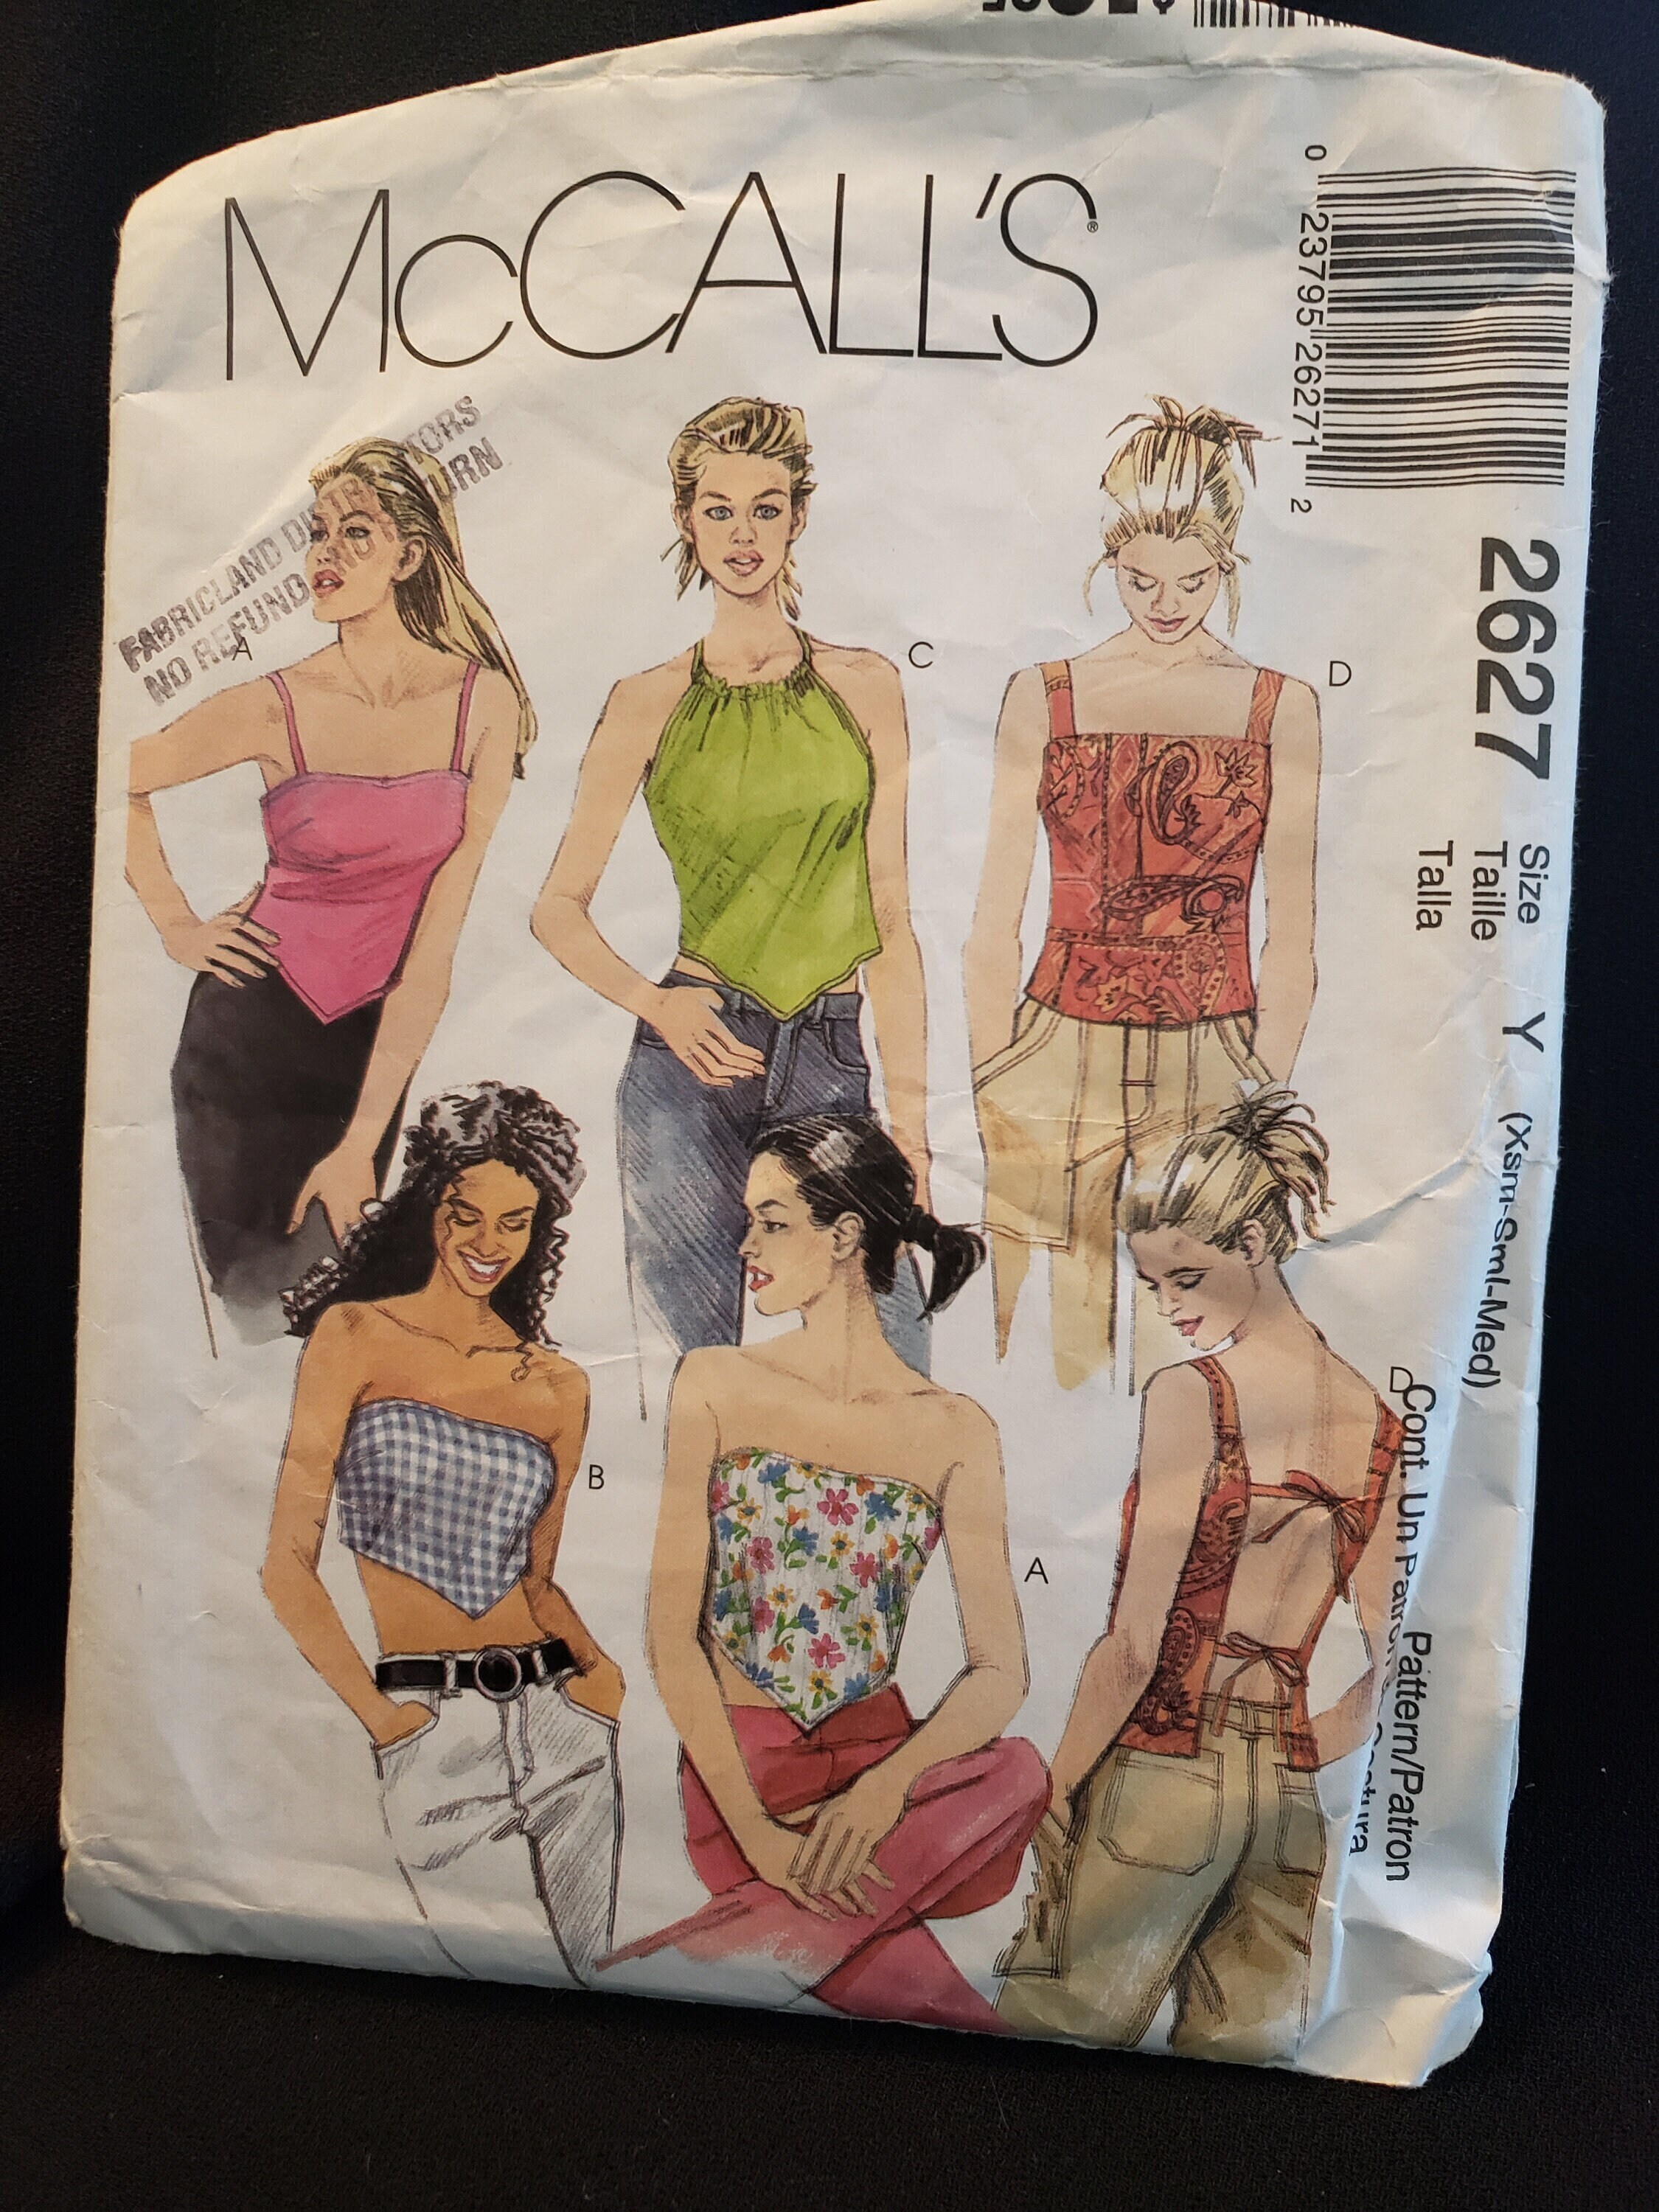 McCALL'S®
0 23795 26271 2
2627
Size
Taille
Talla
Y
(Xsm-Sml-Med)
Cont. Un
Pattern/Patron
FABRICLAND
NO REFUND
A
C
D
B
A
D